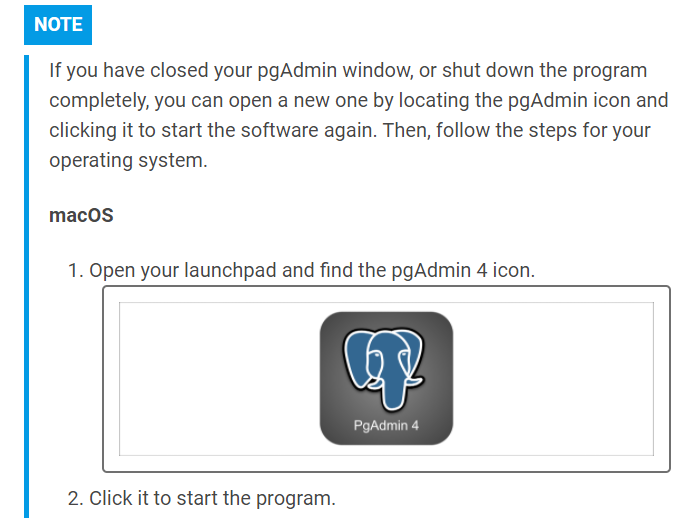 NOTE
If you have closed your pgAdmin window, or shut down the program
completely, you can open a new one by locating the pgAdmin icon and
clicking it to start the software again. Then, follow the steps for your
operating system.
macOS
1. Open your launchpad and find the pgAdmin 4 icon.
PgAdmin 4
2. Click it to start the program.